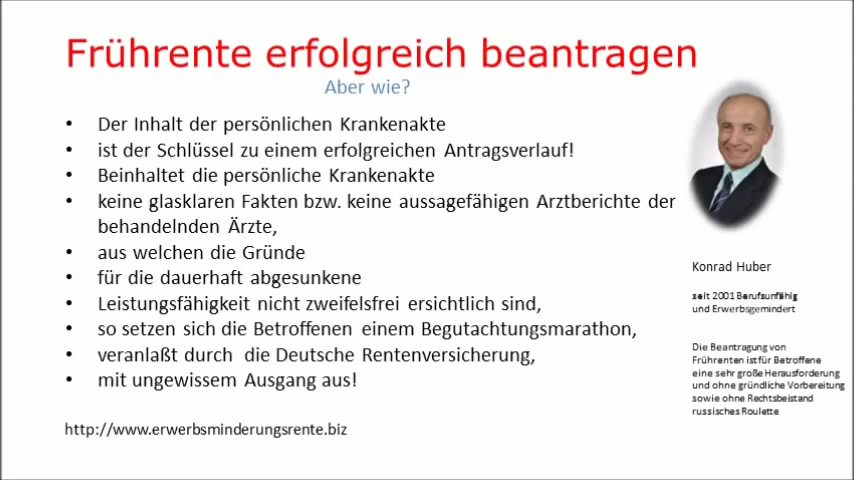 Frührente erfolgreich beantragen
Aber wie?
• Der Inhalt der persönlichen Krankenakte
• ist der Schlüssel zu einem erfolgreichen Antragsverlauf!
• Beinhaltet die persönliche Krankenakte
• keine glasklaren Fakten bzw. keine aussagefähigen Arztberichte der
behandelnden Ärzte,
• aus welchen die Gründe
• für die dauerhaft abgesunkene
• Leistungsfähigkeit nicht zweifelsfrei ersichtlich sind,
• so setzen sich die Betroffenen einem Begutachtungsmarathon,
• veranlaßt durch die Deutsche Rentenversicherung,
• mit ungewissem Ausgang aus!
http://www.erwerbsminderungsrente.biz
Konrad Huber
seit 2001 Berufsunfähig
und Erwerbsgemindert
Die Beantragung von
Frührenten ist für Betroffene
eine sehr große Herausforderung
und ohne gründliche Vorbereitung
sowie ohne Rechtsbeistand
russisches Roulette